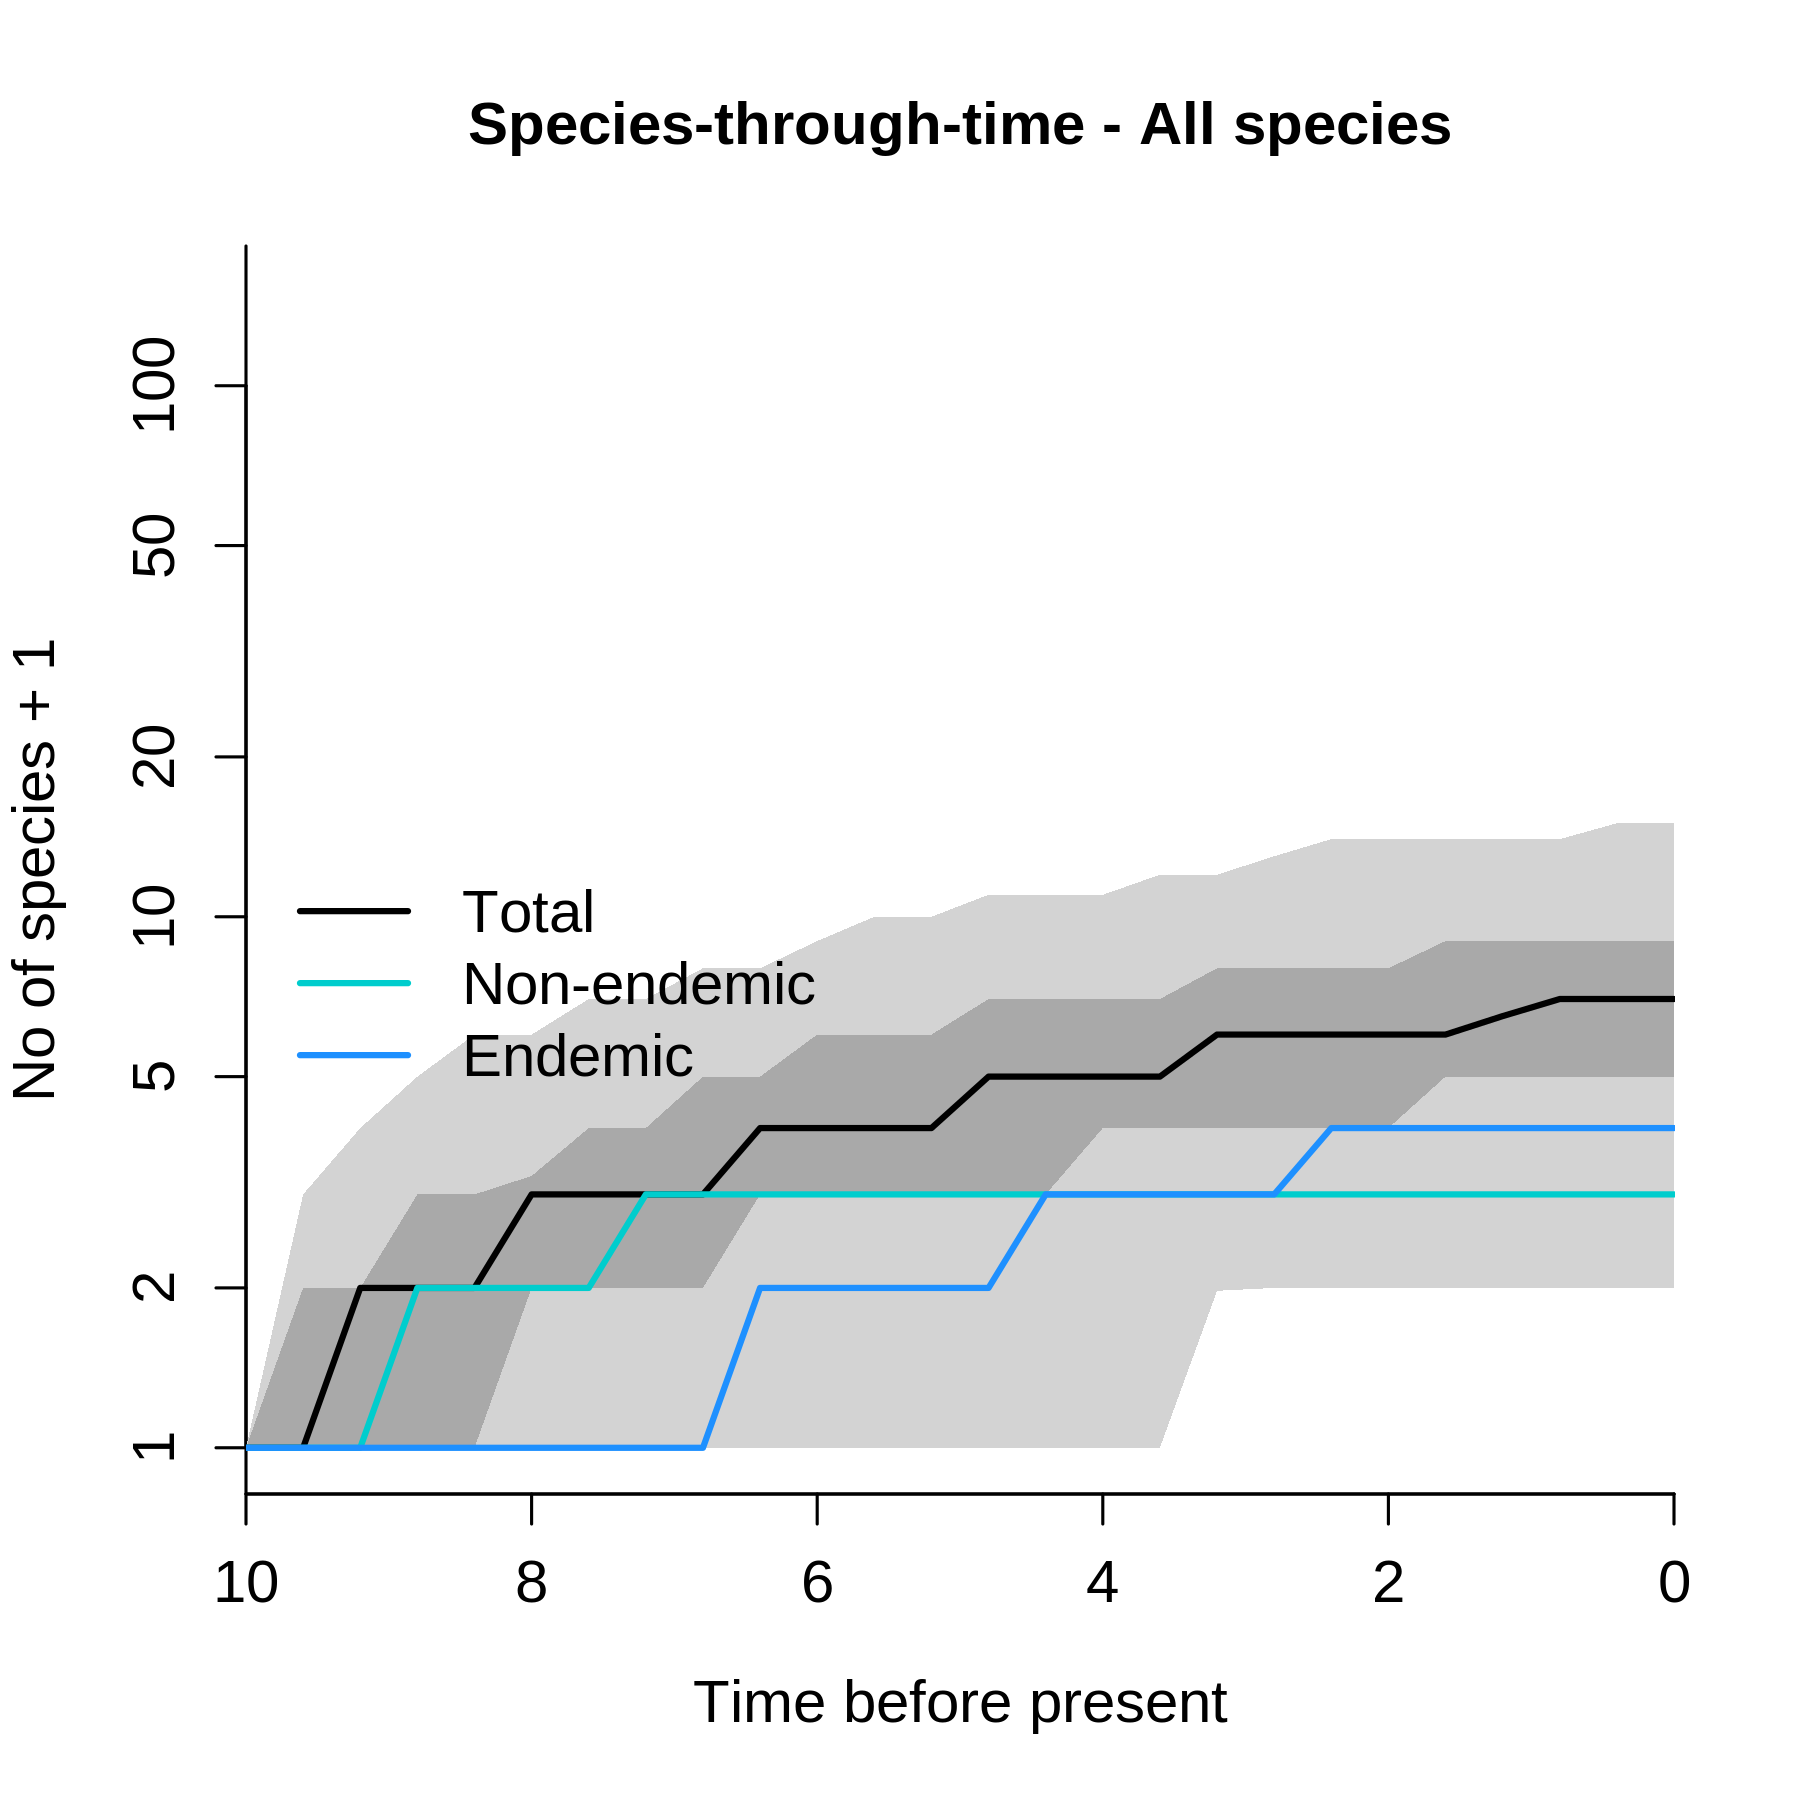 Species-through-time - All species
No of species + 1
100
50
20
10
5
2
1
Total
Non-endemic
Endemic
10 8 6 4 2 0
Time before present